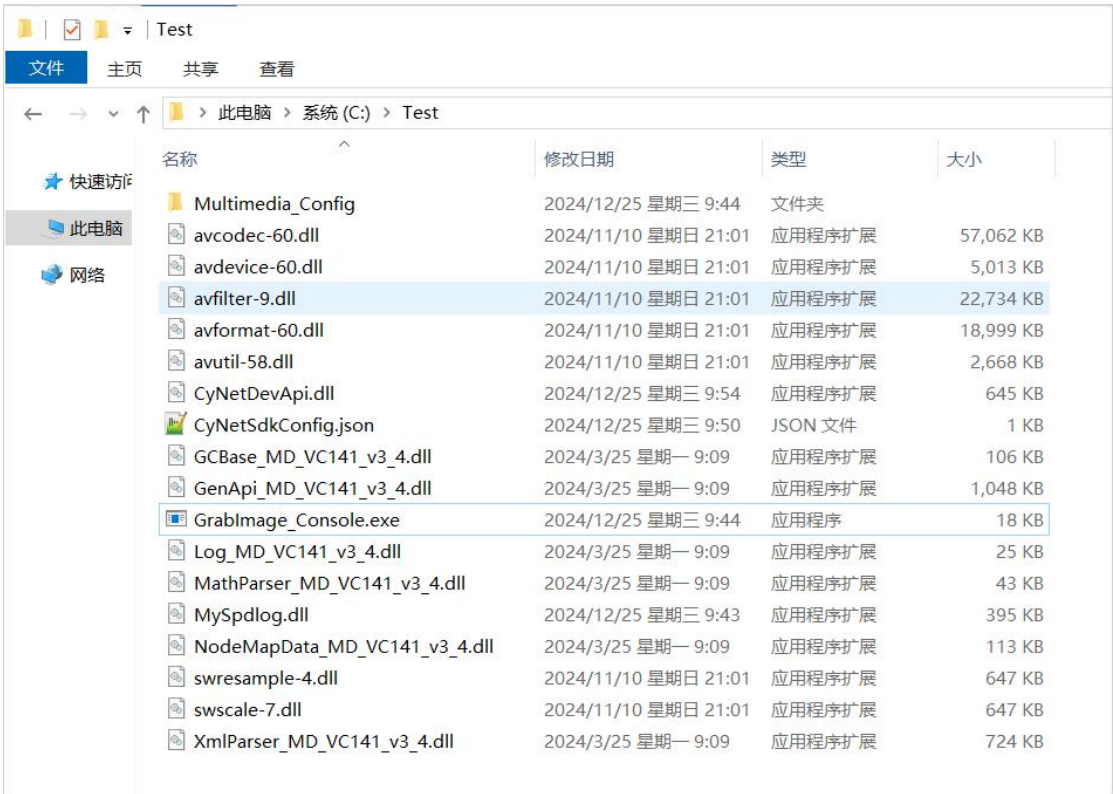 Test
文件 主页 共享 查看
此电脑 系统 (C:) Test
名称 修改日期 类型 大小
快速访问
此电脑
网络
Multimedia_Config 2024/12/25 星期三 9:44 文件夹
avcodec-60.dll 2024/11/10 星期日 21:01 应用程序扩展 57,062 KB
avdevice-60.dll 2024/11/10 星期日 21:01 应用程序扩展 5,013 KB
avfilter-9.dll 2024/11/10 星期日 21:01 应用程序扩展 22,734 KB
avformat-60.dll 2024/11/10 星期日 21:01 应用程序扩展 18,999 KB
avutil-58.dll 2024/11/10 星期日 21:01 应用程序扩展 2,668 KB
CyNetDevApi.dll 2024/12/25 星期三 9:54 应用程序扩展 645 KB
CyNetSdkConfig.json 2024/12/25 星期三 9:50 JSON 文件 1 KB
GCBase_MD_VC141_v3_4.dll 2024/3/25 星期一 9:09 应用程序扩展 106 KB
GenApi_MD_VC141_v3_4.dll 2024/3/25 星期一 9:09 应用程序扩展 1,048 KB
GrabImage_Console.exe 2024/12/25 星期三 9:44 应用程序 18 KB
Log_MD_VC141_v3_4.dll 2024/3/25 星期一 9:09 应用程序扩展 25 KB
MathParser_MD_VC141_v3_4.dll 2024/3/25 星期一 9:09 应用程序扩展 43 KB
MySpdlog.dll 2024/12/25 星期三 9:43 应用程序扩展 395 KB
NodeMapData_MD_VC141_v3_4.dll 2024/3/25 星期一 9:09 应用程序扩展 113 KB
swresample-4.dll 2024/11/10 星期日 21:01 应用程序扩展 647 KB
swscale-7.dll 2024/11/10 星期日 21:01 应用程序扩展 647 KB
XmlParser_MD_VC141_v3_4.dll 2024/3/25 星期一 9:09 应用程序扩展 724 KB